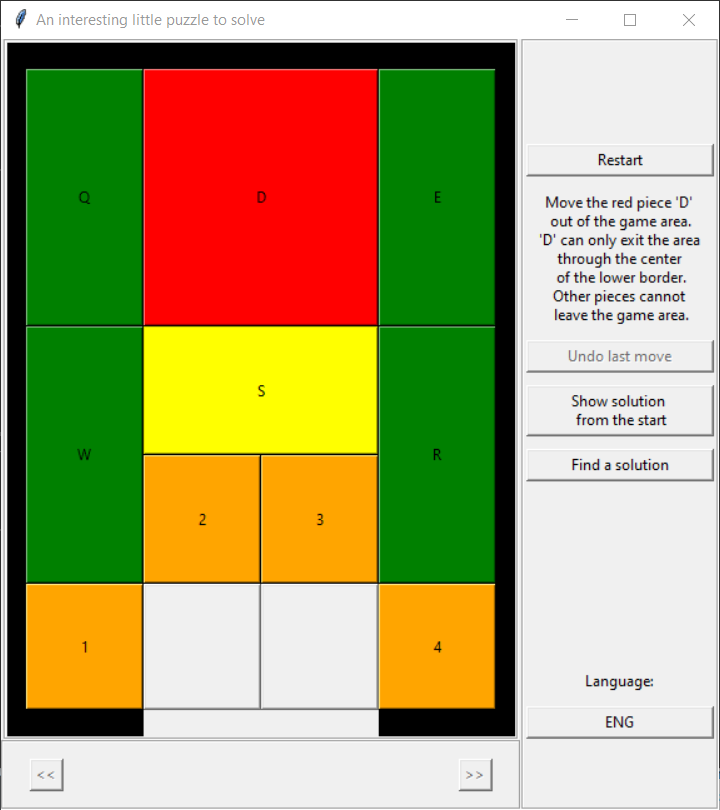 An interesting little puzzle to solve
Q
D
E
W
S
R
2
3
1
4
Restart
Move the red piece 'D'
out of the game area.
'D' can only exit the area
through the center
of the lower border.
Other pieces cannot
leave the game area.
Undo last move
Show solution
from the start
Find a solution
Language:
ENG
<<
>>